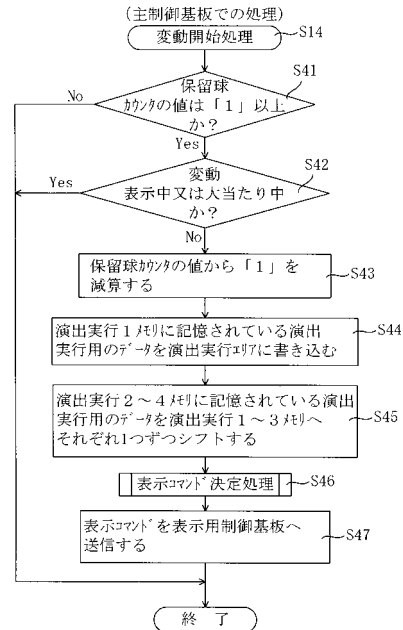 (主制御基板での処理)
変動開始処理
S14
S41
保留球
カウンタの値は「1」以上
か?
No
Yes
S42
変動
表示中又は大当たり中
か?
Yes
No
保留球カウンタの値から「1」を
減算する
S43
演出実行1メモリに記憶されている演出
実行用のデータを演出実行エリアに書き込む
S44
演出実行2～4メモリに記憶されている演出
実行用のデータを演出実行1～3メモリへ
それぞれ1つずつシフトする
S45
表示コマンド決定処理
S46
表示コマンドを表示用制御基板へ
送信する
S47
終 了